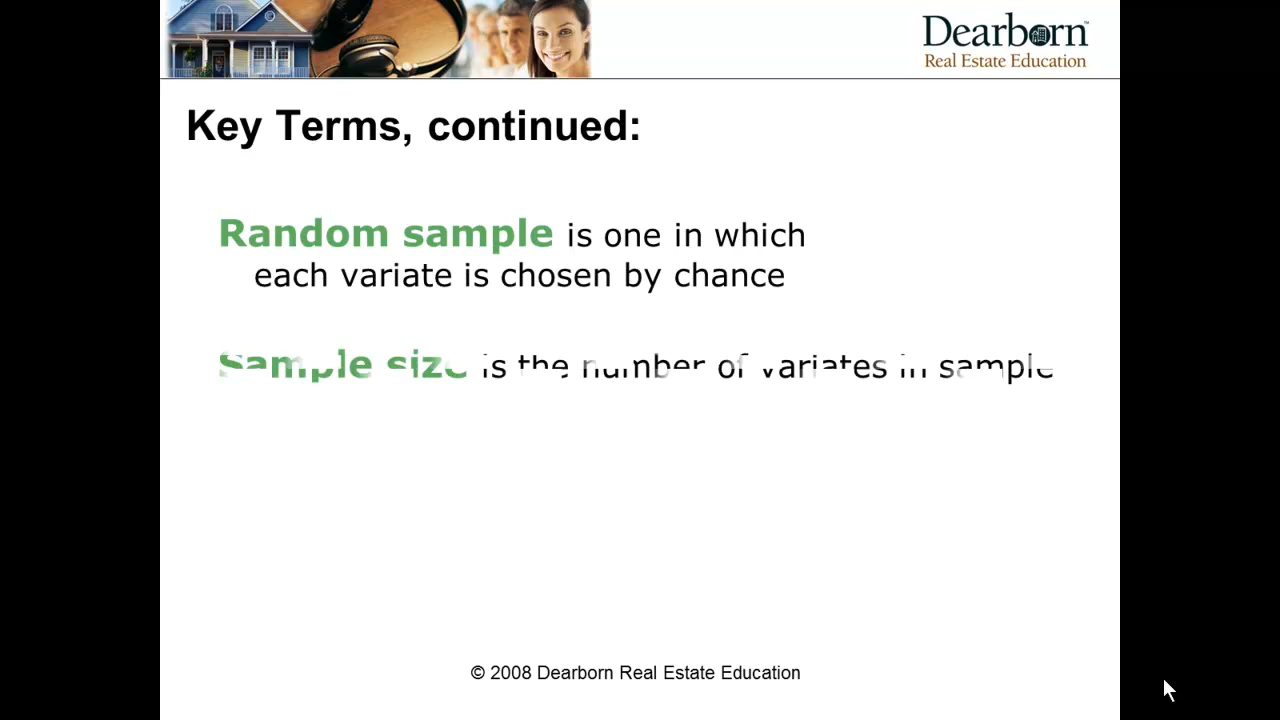 Dearborn™
Real Estate Education
Key Terms, continued:
Random sample is one in which
each variate is chosen by chance
Sample size is the number of variates in sample
© 2008 Dearborn Real Estate Education